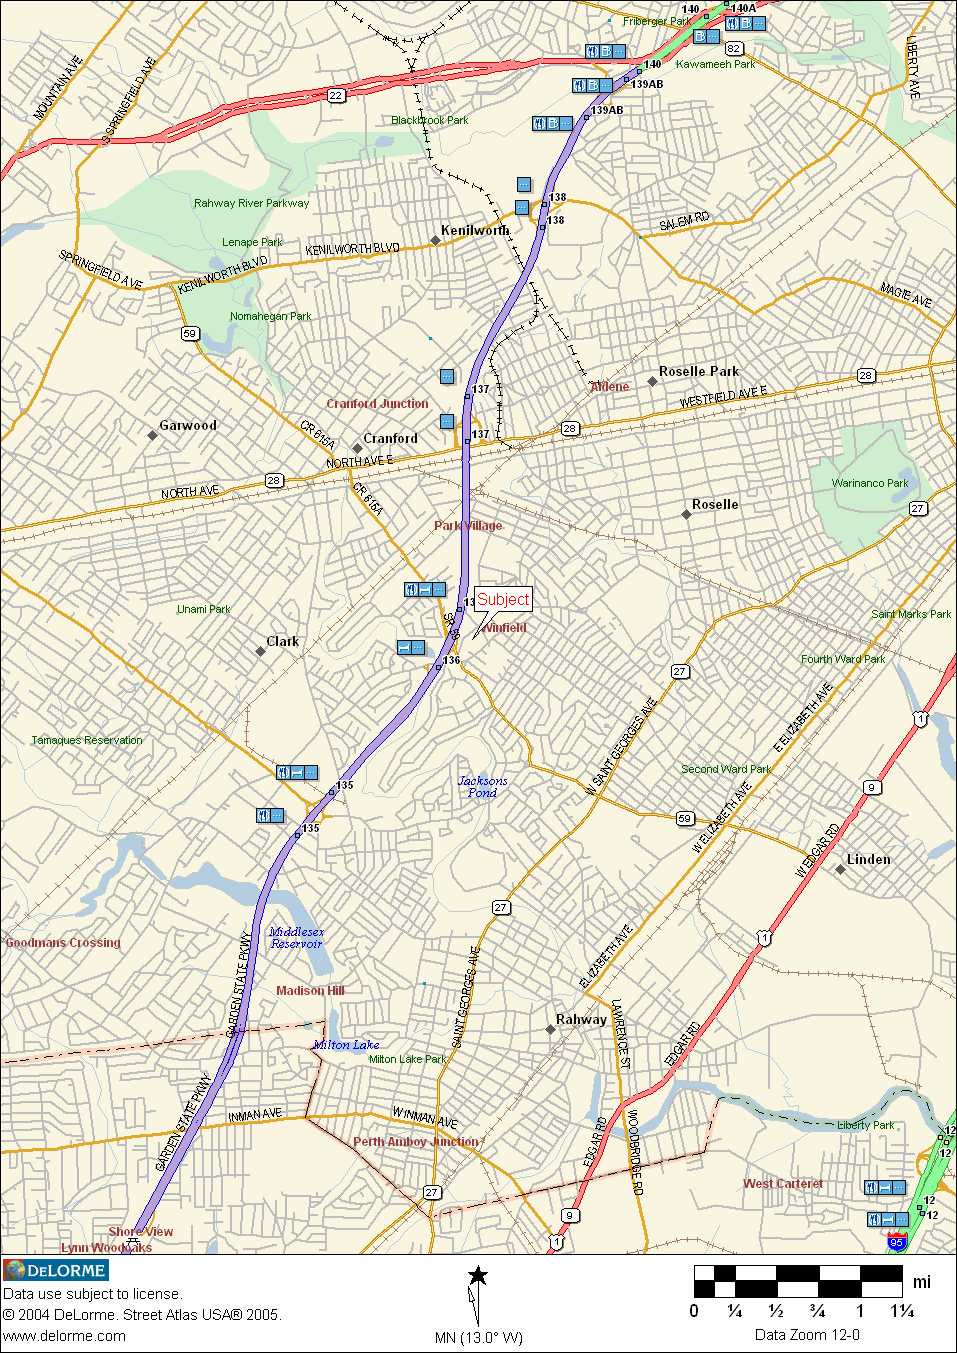 140
140A
Friberger Park
82
Kawameeh Park
LIBERTY AVE
MOUNTAIN AVE
S SPRINGFIELD AVE
140
139AB
22
139AB
Blackbrook Park
Rahway River Parkway
138
138
SALEM RD
Kenilworth
Lenape Park
KENILWORTH BLVD
SPRINGFIELD AVE
KENILWORTH BLVD
MAGIE AVE
Nomahegan Park
59
Roselle Park
28
Aldene
137
WESTFIELD AVE E
Cranford Junction
Garwood
CR 615A
Cranford
137
28
NORTH AVE E
28
NORTH AVE
CR 615A
Warinanco Park
Roselle
27
Park Village
Unami Park
13
Subject
Saint Marks Park
SR 59
Winfield
Clark
136
Fourth Ward Park
27
E ELIZABETH AVE
W SAINT GEORGES AVE
1
Tamaques Reservation
Second Ward Park
Jacksons
Pond
135
9
W ELIZABETH AVE
59
135
W EDGAR RD
Linden
27
Middlesex
Reservoir
Goodmans Crossing
1
GARDEN STATE PKWY
SAINT GEORGES AVE
ELIZABETH AVE
Madison Hill
Rahway
LAWRENCE ST
EDGAR RD
Milton Lake
Milton Lake Park
GARDEN STATE PKWY
INMAN AVE
W INMAN AVE
EDGAR RD
WOODBRIDGE RD
Liberty Park
12
12
Perth Amboy Junction
West Carteret
27
12
12
9
Shore View
Lynn Woodoaks
1
95
DELORME
Data use subject to license.
© 2004 DeLorme. Street Atlas USA® 2005.
www.delorme.com
MN (13.0° W)
mi
0 ¼ ½ ¾ 1 1¼
Data Zoom 12-0